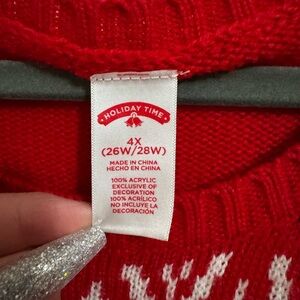 HOLIDAY TIME
4X
(26W/28W)
MADE IN CHINA
HECHO EN CHINA
100% ACRYLIC
EXCLUSIVE OF
DECORATION
100% ACRÍLICO
NO INCLUYE LA
DECORACIÓN